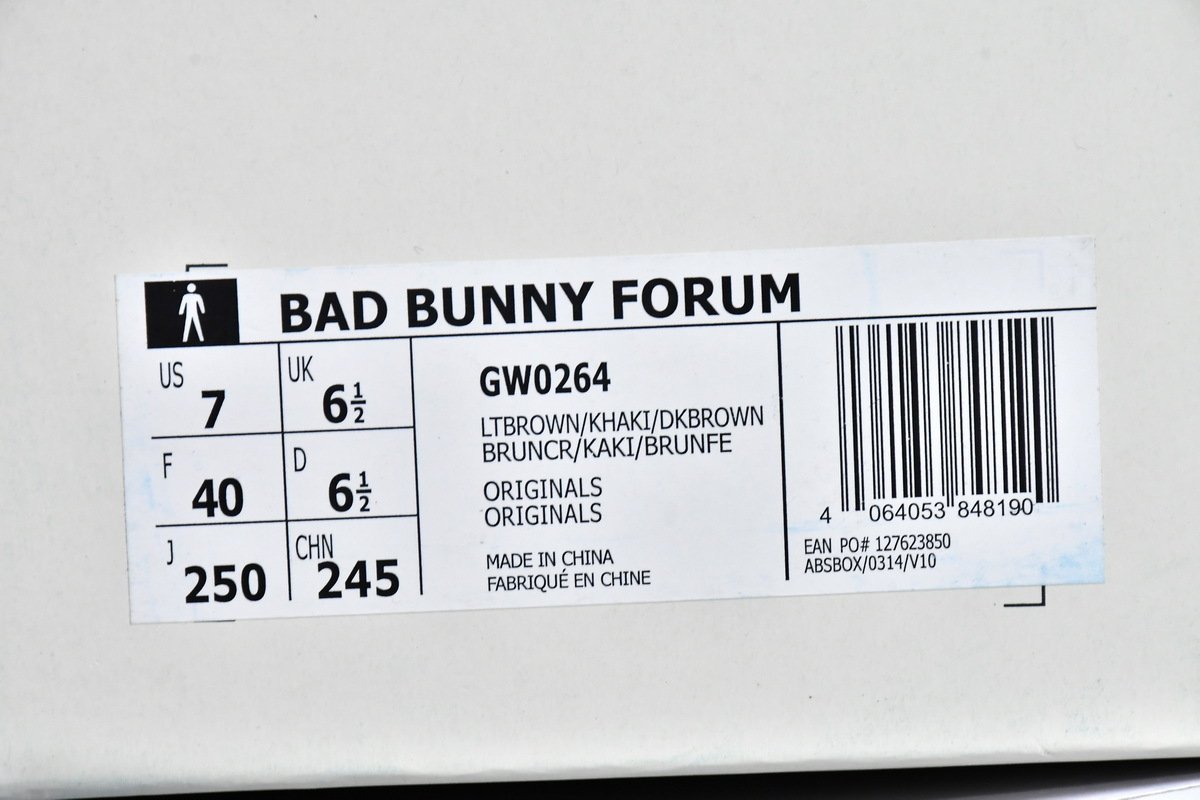 BAD BUNNY FORUM
US 7
UK 6½
F 40
D 6½
J 250
CHN 245
GW0264
LTBROWN/KHAKI/DKBROWN
BRUNCR/KAKI/BRUNFE
ORIGINALS
ORIGINALS
MADE IN CHINA
FABRIQUÉ EN CHINE
4 064053 848190
EAN PO# 127623850
ABSBOX/0314/V10